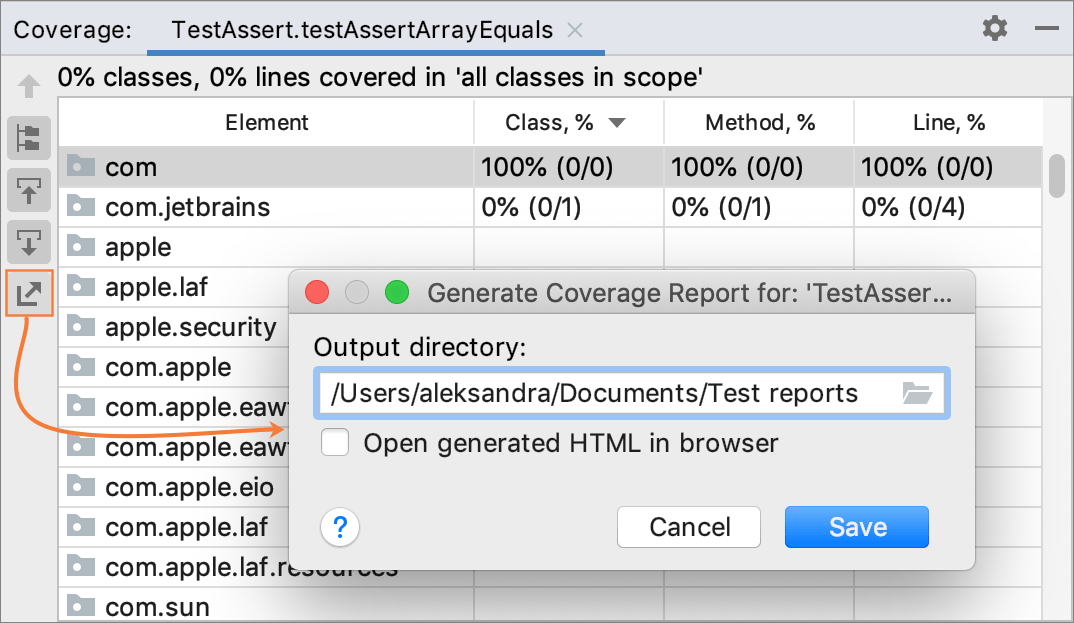 Coverage: TestAssert.testAssertArrayEquals
0% classes, 0% lines covered in 'all classes in scope'
Element Class, % Method, % Line, %
com 100% (0/0) 100% (0/0) 100% (0/0)
com.jetbrains 0% (0/1) 0% (0/1) 0% (0/4)
apple
apple.laf
apple.security
com.apple
com.apple.eaw
com.apple.eaw
com.apple.eio
com.apple.laf
com.apple.laf.resources
com.sun
Generate Coverage Report for: 'TestAsser...
Output directory:
/Users/aleksandra/Documents/Test reports
Open generated HTML in browser
? Cancel Save